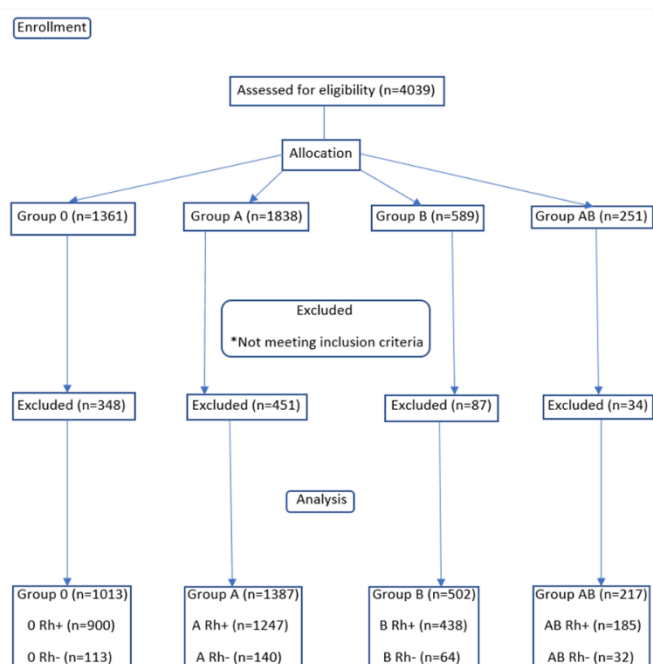 Enrollment
Assessed for eligibility (n=4039)
Allocation
Group 0 (n=1361)
Group A (n=1838)
Group B (n=589)
Group AB (n=251)
Excluded
*Not meeting inclusion criteria
Excluded (n=348)
Excluded (n=451)
Excluded (n=87)
Excluded (n=34)
Analysis
Group 0 (n=1013)
0 Rh+ (n=900)
0 Rh- (n=113)
Group A (n=1387)
A Rh+ (n=1247)
A Rh- (n=140)
Group B (n=502)
B Rh+ (n=438)
B Rh- (n=64)
Group AB (n=217)
AB Rh+ (n=185)
AB Rh- (n=32)